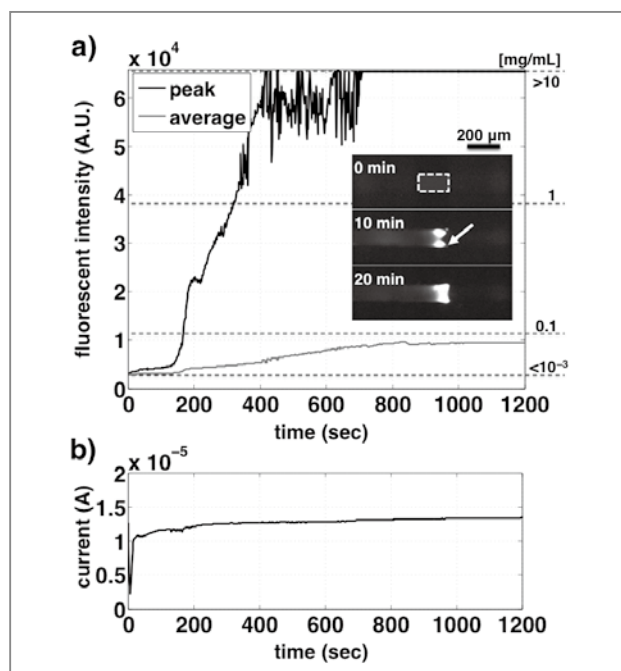 a)
x 10⁴
[mg/mL]
peak
average
>10
6
5
4
3
2
1
0
fluorescent intensity (A.U.)
200 µm
0 min
10 min
20 min
1
0.1
<10⁻³
0 200 400 600 800 1000 1200
time (sec)
b)
x 10⁻⁵
2
1.5
1
0.5
0
current (A)
0 200 400 600 800 1000 1200
time (sec)